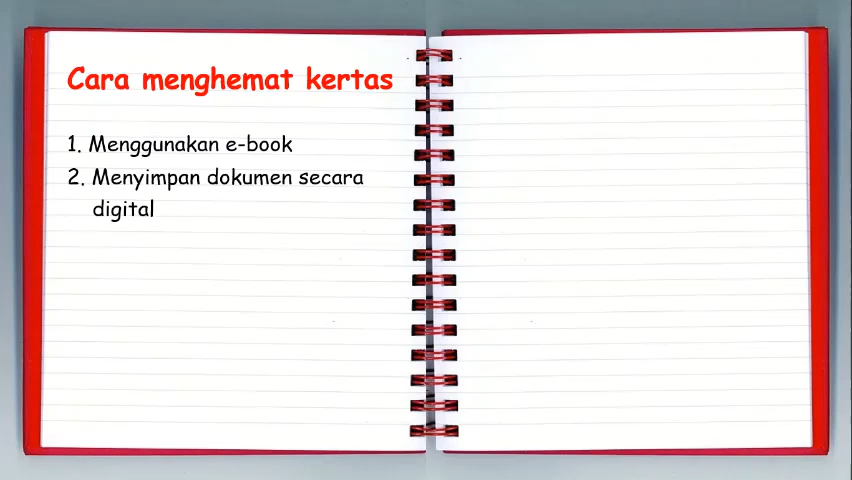 Cara menghemat kertas
1. Menggunakan e-book
2. Menyimpan dokumen secara
digital